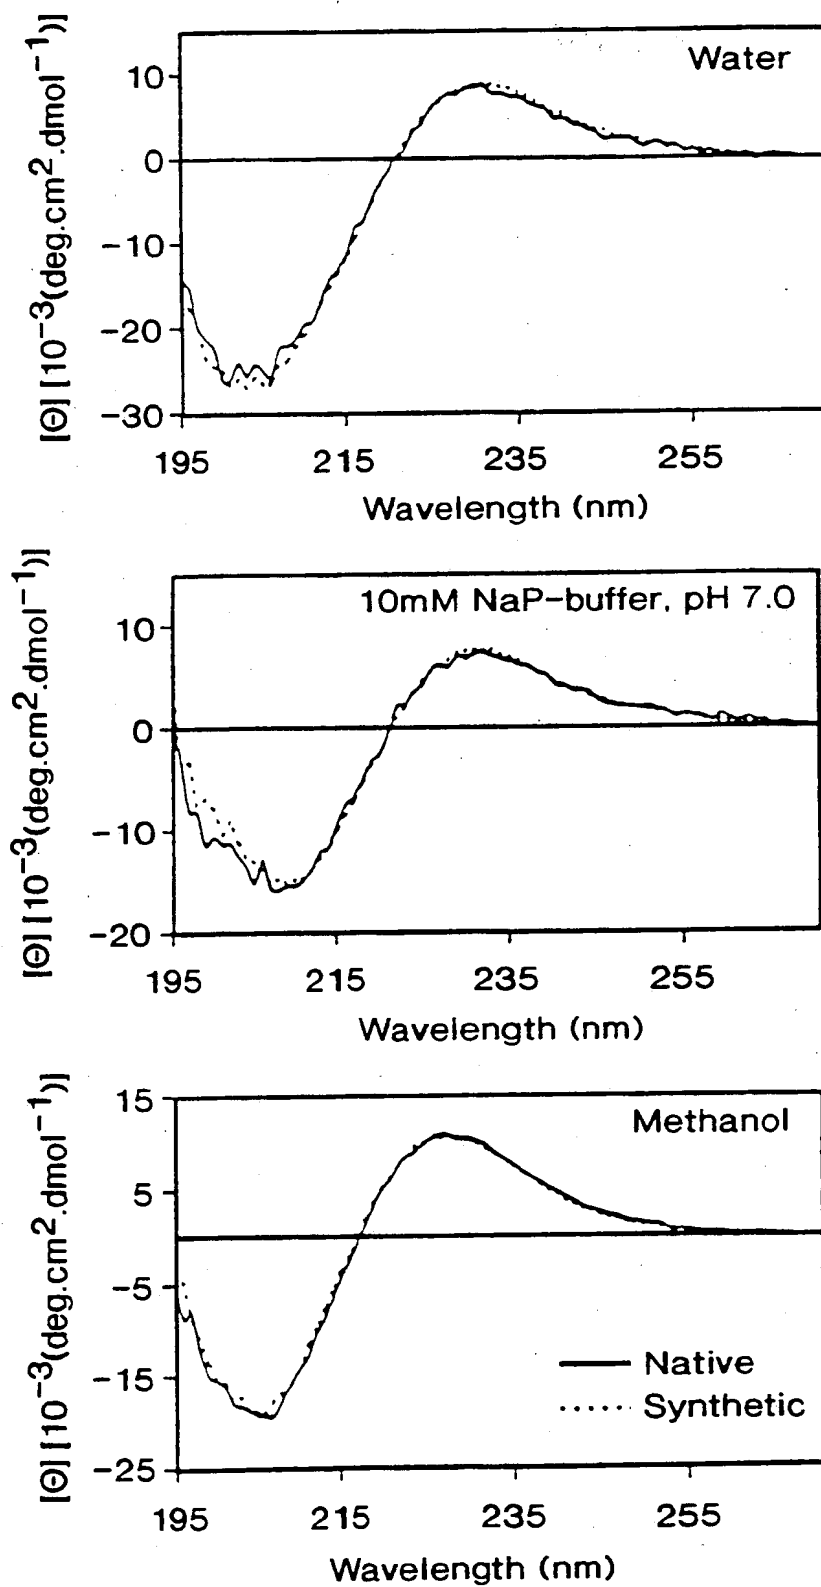 Water
[Θ] [10⁻³(deg.cm².dmol⁻¹)]
10
0
−10
−20
−30
195 215 235 255
Wavelength (nm)
10mM NaP−buffer, pH 7.0
[Θ] [10⁻³(deg.cm².dmol⁻¹)]
10
0
−10
−20
195 215 235 255
Wavelength (nm)
Methanol
[Θ] [10⁻³(deg.cm².dmol⁻¹)]
15
5
−5
−15
−25
Native
Synthetic
195 215 235 255
Wavelength (nm)